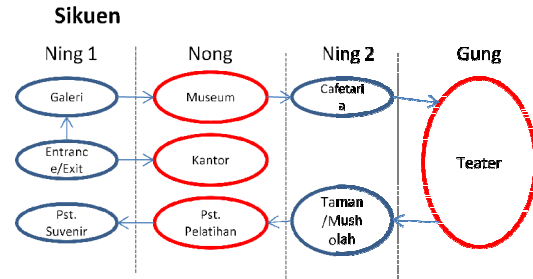 Sikuen
Ning 1
Nong
Ning 2
Gung
Galeri
Museum
Cafetari
a
Entranc
e/Exit
Kantor
Teater
Pst.
Suvenir
Pst.
Pelatihan
Taman
/Mush
olah